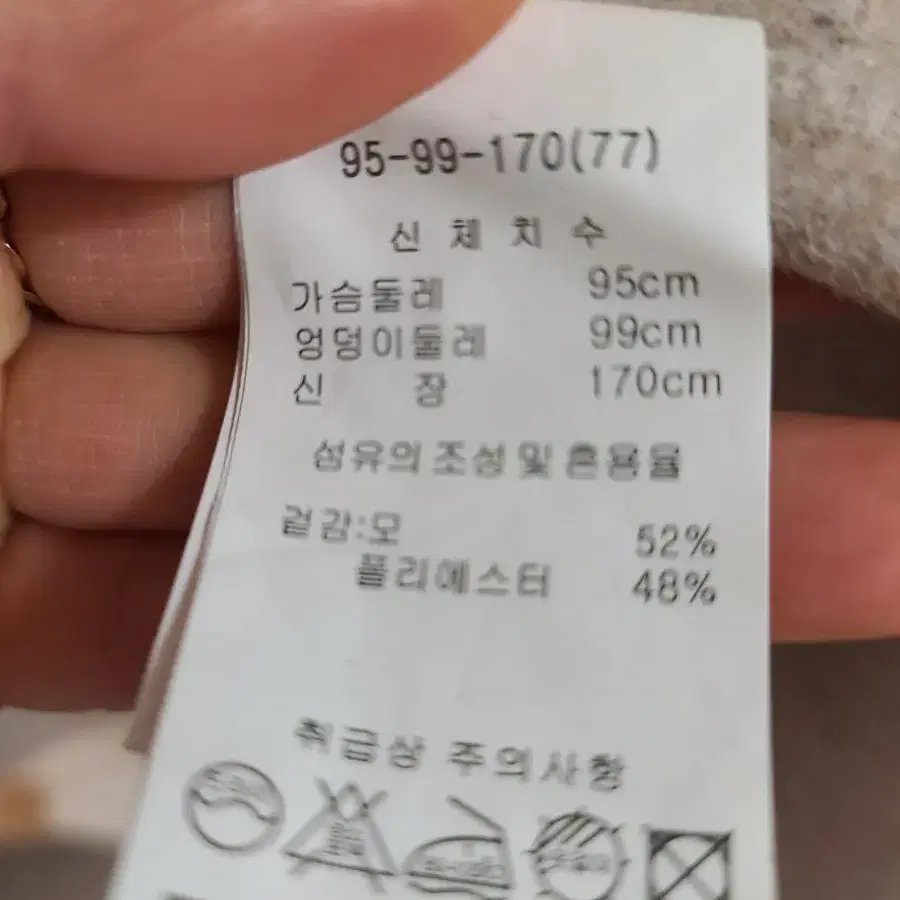 95-99-170(77)
신체치수
가슴둘레 95cm
엉덩이둘레 99cm
신 장 170cm
섬유의 조성 및 혼용율
겉감:모 52%
폴리에스터 48%
취급상 주의사항